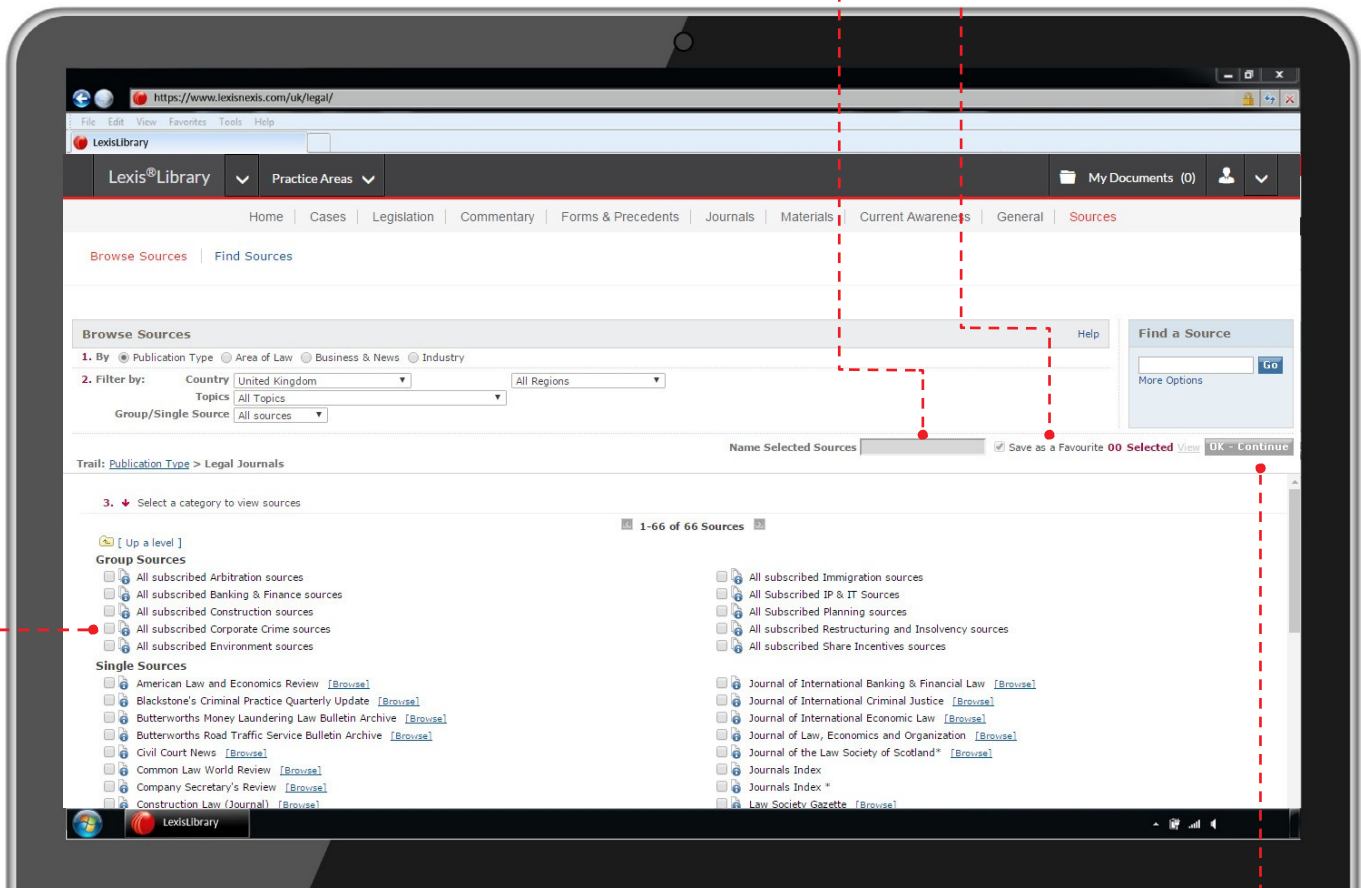 https://www.lexisnexis.com/uk/legal/
File Edit View Favorites Tools Help
LexisLibrary
Lexis®Library Practice Areas My Documents (0)
Home | Cases | Legislation | Commentary | Forms & Precedents | Journals | Materials | Current Awareness | General | Sources
Browse Sources | Find Sources
Browse Sources Help Find a Source
1. By Publication Type Area of Law Business & News Industry
Go
2. Filter by: Country United Kingdom All Regions
More Options
Topics All Topics
Group/Single Source All sources
Name Selected Sources Save as a Favourite 00 Selected View OK - Continue
Trail: Publication Type > Legal Journals
3. Select a category to view sources
1-66 of 66 Sources
[ Up a level ]
Group Sources
All subscribed Arbitration sources
All subscribed Banking & Finance sources
All subscribed Construction sources
All subscribed Corporate Crime sources
All subscribed Environment sources
All subscribed Immigration sources
All Subscribed IP & IT Sources
All Subscribed Planning sources
All subscribed Restructuring and Insolvency sources
All subscribed Share Incentives sources
Single Sources
American Law and Economics Review [Browse]
Blackstone's Criminal Practice Quarterly Update [Browse]
Butterworths Money Laundering Law Bulletin Archive [Browse]
Butterworths Road Traffic Service Bulletin Archive [Browse]
Civil Court News [Browse]
Common Law World Review [Browse]
Company Secretary's Review [Browse]
Construction Law (Journal) [Browse]
Journal of International Banking & Financial Law [Browse]
Journal of International Criminal Justice [Browse]
Journal of International Economic Law [Browse]
Journal of Law, Economics and Organization [Browse]
Journal of the Law Society of Scotland* [Browse]
Journals Index
Journals Index *
Law Society Gazette [Browse]
LexisLibrary